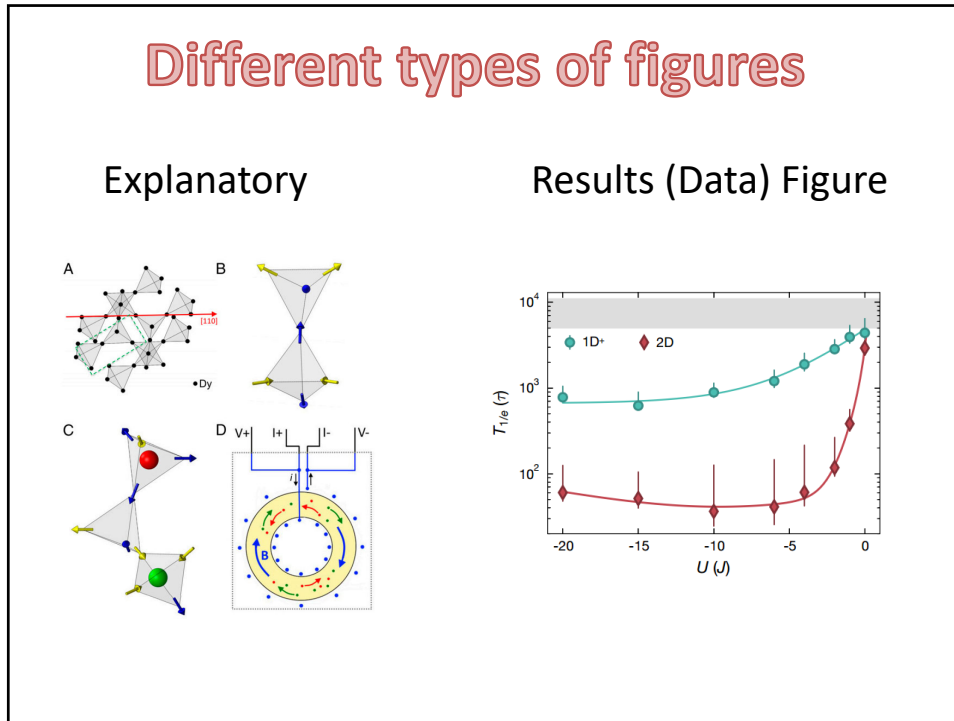 Different types of figures
Explanatory
Results (Data) Figure
A
B
[110]
Dy
C
D
V+ I+ I- V-
i
B
10⁴
10³
10²
1D⁺ 2D
T₁/ₑ (τ)
-20 -15 -10 -5 0
U (J)